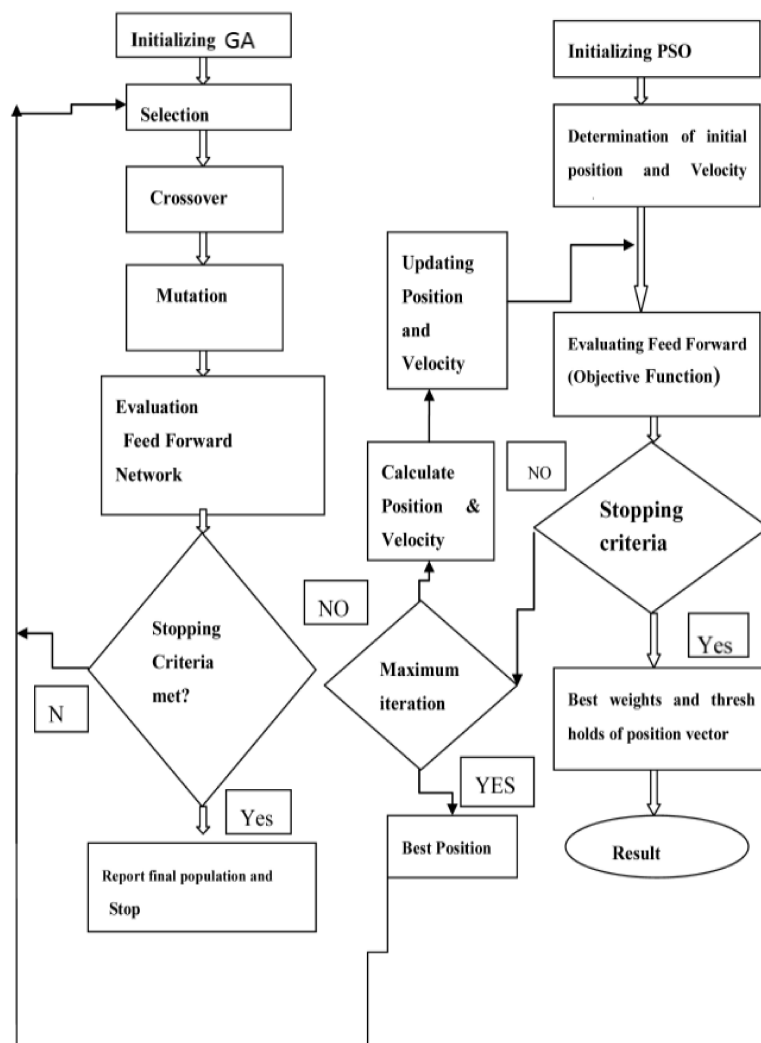 Initializing GA
Selection
Crossover
Mutation
Evaluation
Feed Forward
Network
Stopping
Criteria
met?
N
Yes
Report final population and
Stop
Updating
Position
and
Velocity
Calculate
Position &
Velocity
NO
Maximum
iteration
YES
Best Position
Initializing PSO
Determination of initial
position and Velocity
Evaluating Feed Forward
(Objective Function)
NO
Stopping
criteria
Yes
Best weights and thresh
holds of position vector
Result